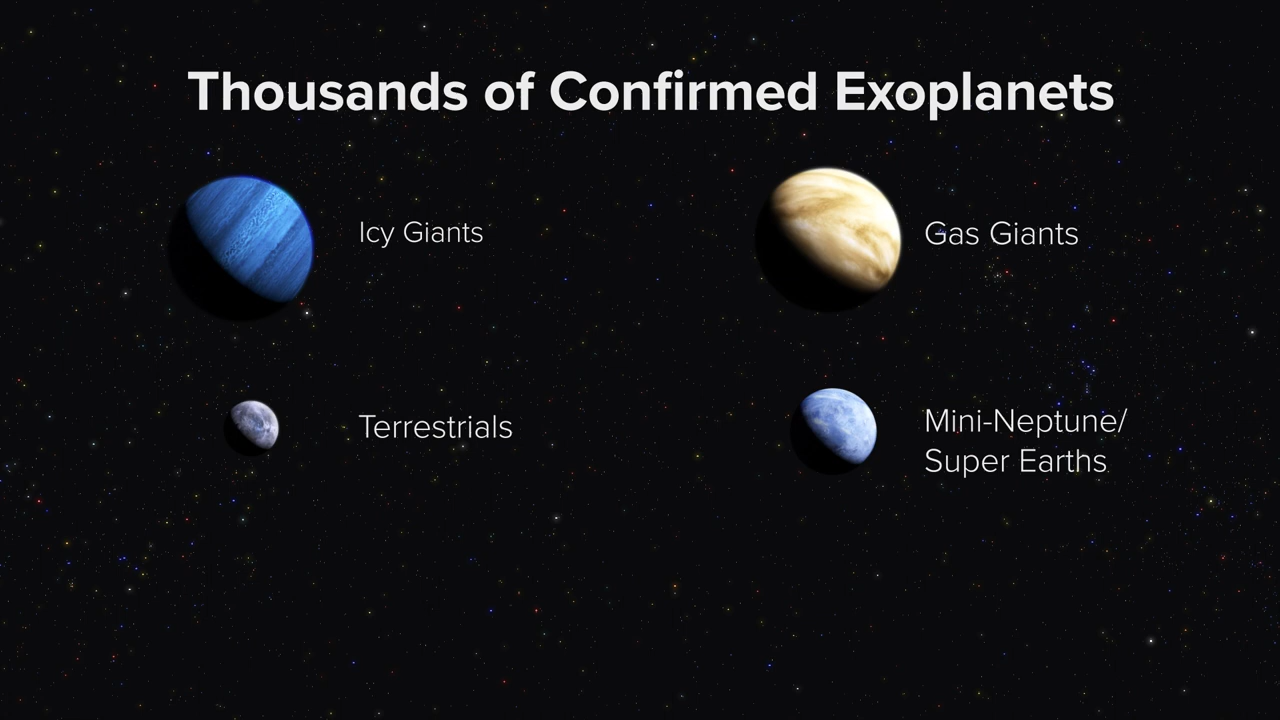 Thousands of Confirmed Exoplanets
Icy Giants
Gas Giants
Terrestrials
Mini-Neptune/
Super Earths